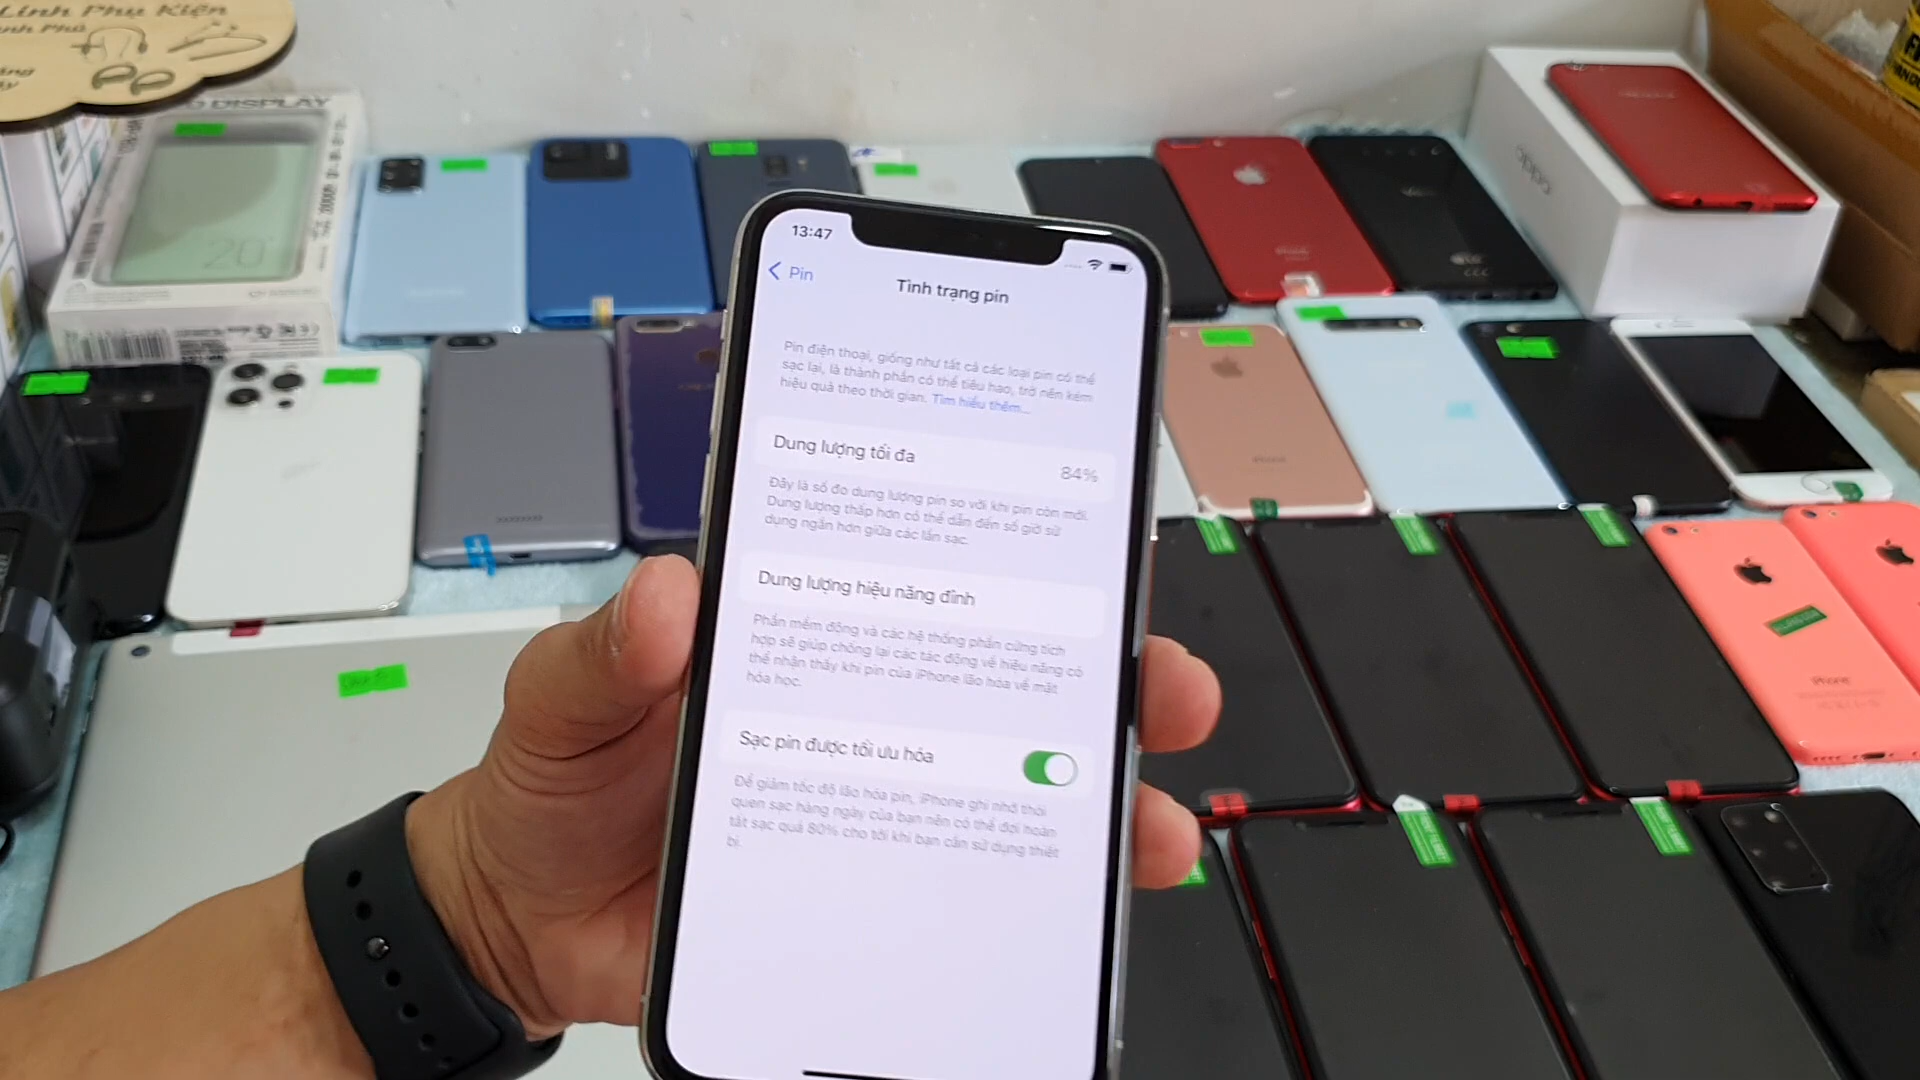 Linh Phụ Kiện
DISPLAY
20
oppo
13:47
Pin
Tình trạng pin
Pin điện thoại, giống như tất cả các loại pin có thể
sạc lại, là thành phần có thể tiêu hao, trở nên kém
hiệu quả theo thời gian. Tìm hiểu thêm...
Dung lượng tối đa
84%
Đây là số đo dung lượng pin so với khi pin còn mới.
Dung lượng thấp hơn có thể dẫn đến số giờ sử
dụng ngắn hơn giữa các lần sạc.
Dung lượng hiệu năng đỉnh
Phần mềm động và các hệ thống phần cứng tích
hợp sẽ giúp chống lại các tác động về hiệu năng có
thể nhận thấy khi pin của iPhone lão hóa về mặt
hóa học.
Sạc pin được tối ưu hóa
Để giảm tốc độ lão hóa pin, iPhone ghi nhớ thói
quen sạc hàng ngày của bạn nên có thể đợi hoàn
tất sạc quá 80% cho tới khi bạn cần sử dụng thiết
bị.
iPhone